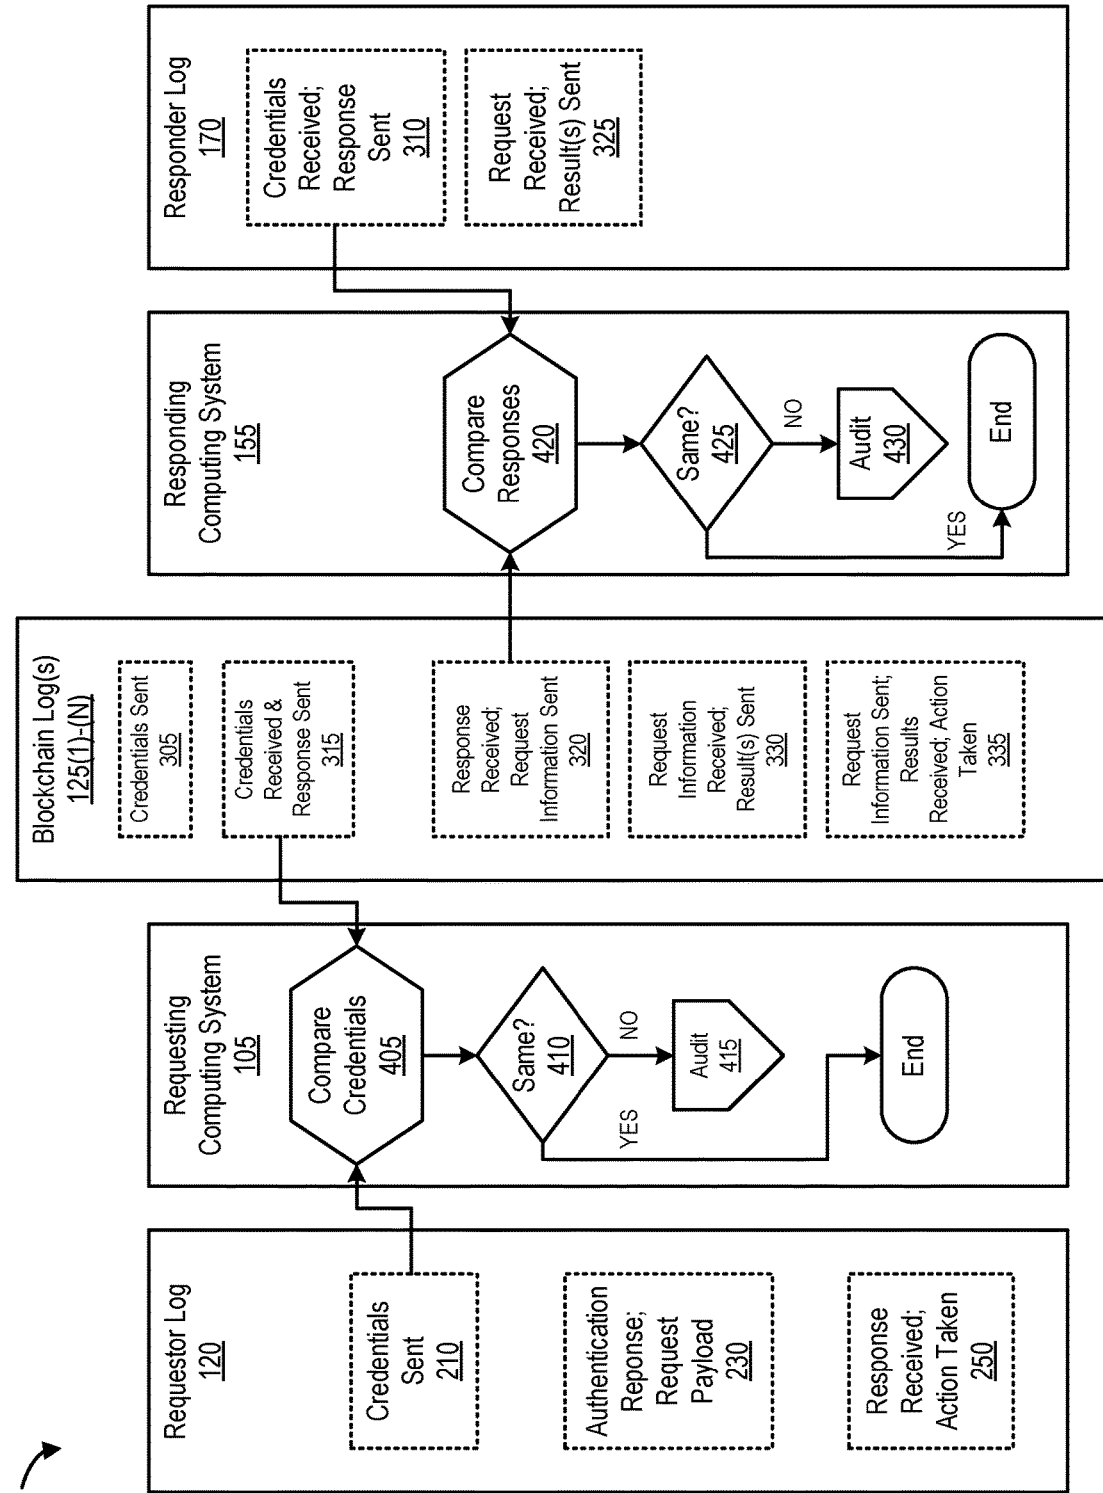 Requestor Log
120
Credentials
Sent
210
Authentication
Reponse;
Request
Payload
230
Response
Received;
Action Taken
250
Requesting
Computing System
105
Compare
Credentials
405
Same?
410
NO
YES
Audit
415
End
Blockchain Log(s)
125(1)-(N)
Credentials Sent
305
Credentials
Received &
Response Sent
315
Response
Received;
Request
Information Sent
320
Request
Information
Received;
Result(s) Sent
330
Request
Information Sent;
Results
Received; Action
Taken
335
Responding
Computing System
155
Compare
Responses
420
Same?
425
NO
YES
Audit
430
End
Responder Log
170
Credentials
Received;
Response
Sent
310
Request
Received;
Result(s) Sent
325